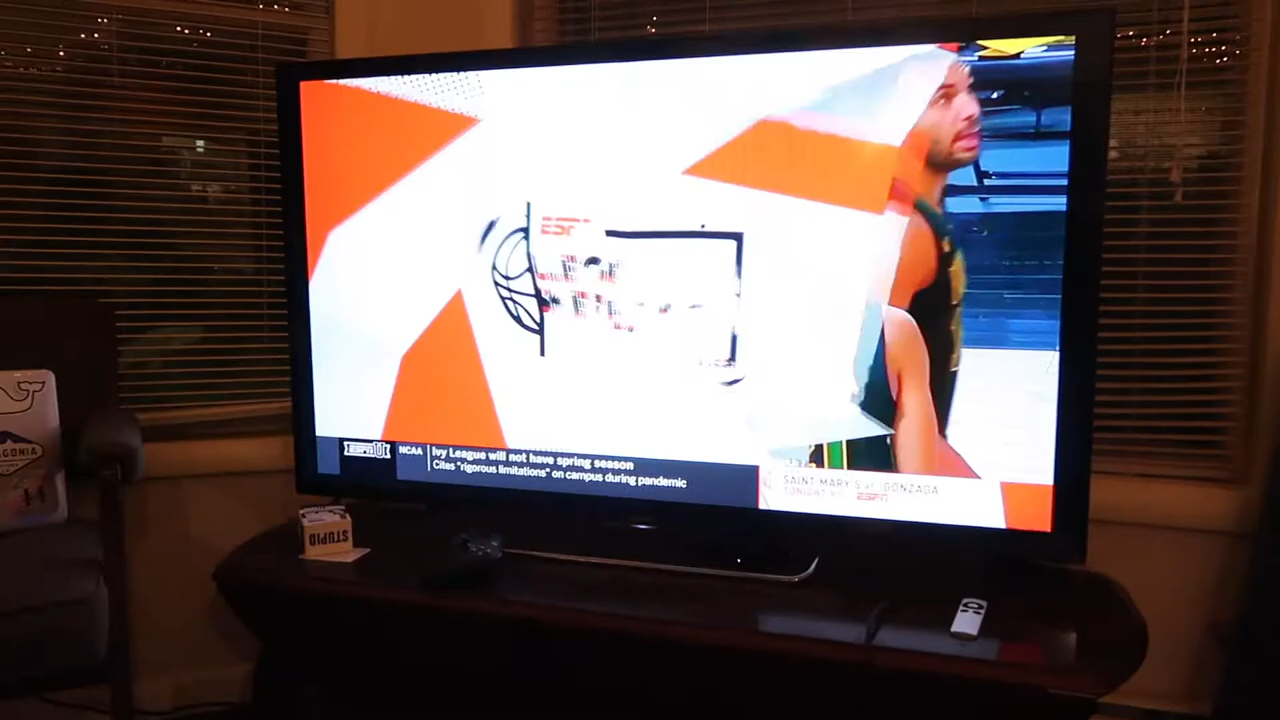 ESPN
ESPNU
NCAA
Ivy League will not have spring season
Cites "rigorous limitations" on campus during pandemic
SAINT MARY'S AT GONZAGA
TONIGHT
ESPN
STUPID